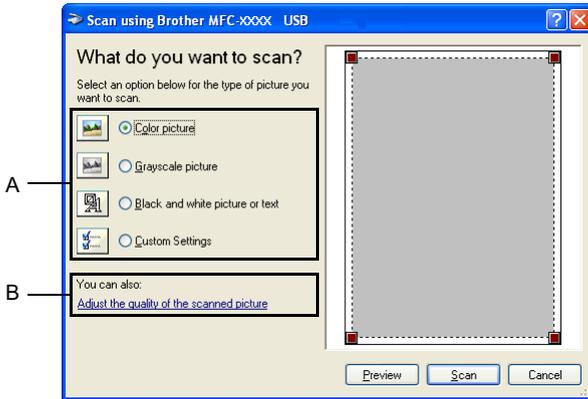 Scan using Brother MFC-XXXX USB
What do you want to scan?
Select an option below for the type of picture you
want to scan.
A
Color picture
Grayscale picture
Black and white picture or text
Custom Settings
B
You can also:
Adjust the quality of the scanned picture
Preview
Scan
Cancel